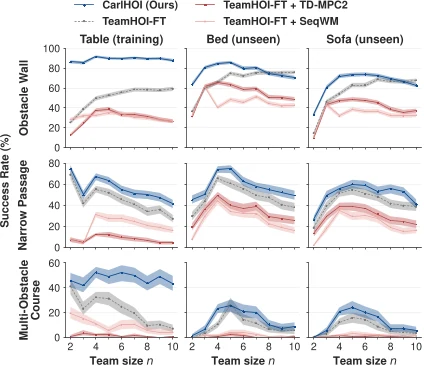 CarlHOI (Ours) TeamHOI-FT + TD-MPC2
TeamHOI-FT TeamHOI-FT + SeqWM
Table (training) Bed (unseen) Sofa (unseen)
Success Rate (%)
Obstacle Wall
100
80
60
40
20
0
Narrow Passage
80
60
40
20
0
Multi-Obstacle
Course
60
40
20
0
2 4 6 8 10 2 4 6 8 10 2 4 6 8 10
Team size n Team size n Team size n